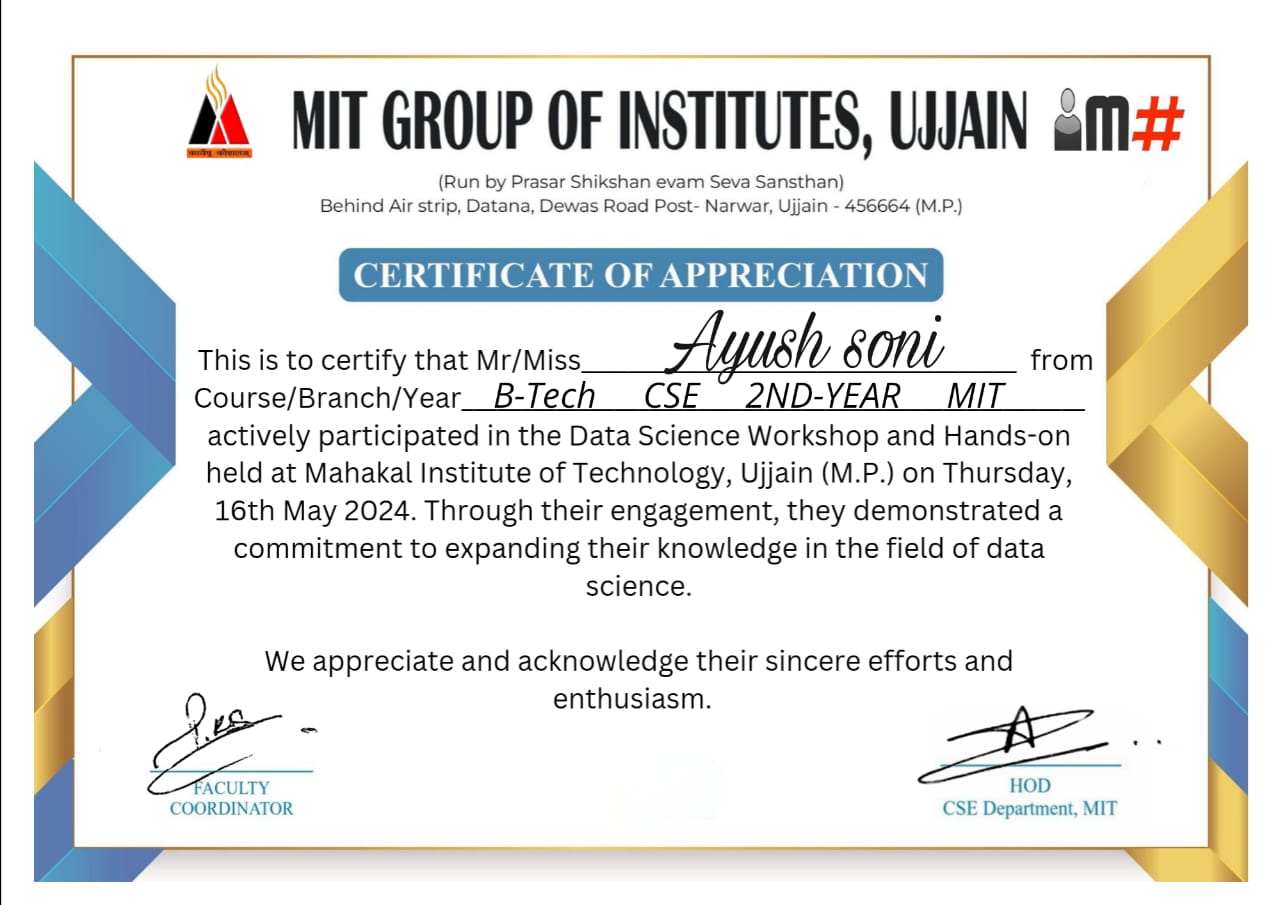 MIT GROUP OF INSTITUTES, UJJAIN m#
(Run by Prasar Shikshan evam Seva Sansthan)
Behind Air strip, Datana, Dewas Road Post- Narwar, Ujjain - 456664 (M.P.)
CERTIFICATE OF APPRECIATION
This is to certify that Mr/Miss Ayush soni from
Course/Branch/Year B-Tech CSE 2ND-YEAR MIT
actively participated in the Data Science Workshop and Hands-on
held at Mahakal Institute of Technology, Ujjain (M.P.) on Thursday,
16th May 2024. Through their engagement, they demonstrated a
commitment to expanding their knowledge in the field of data
science.
We appreciate and acknowledge their sincere efforts and
enthusiasm.
FACULTY
COORDINATOR
HOD
CSE Department, MIT